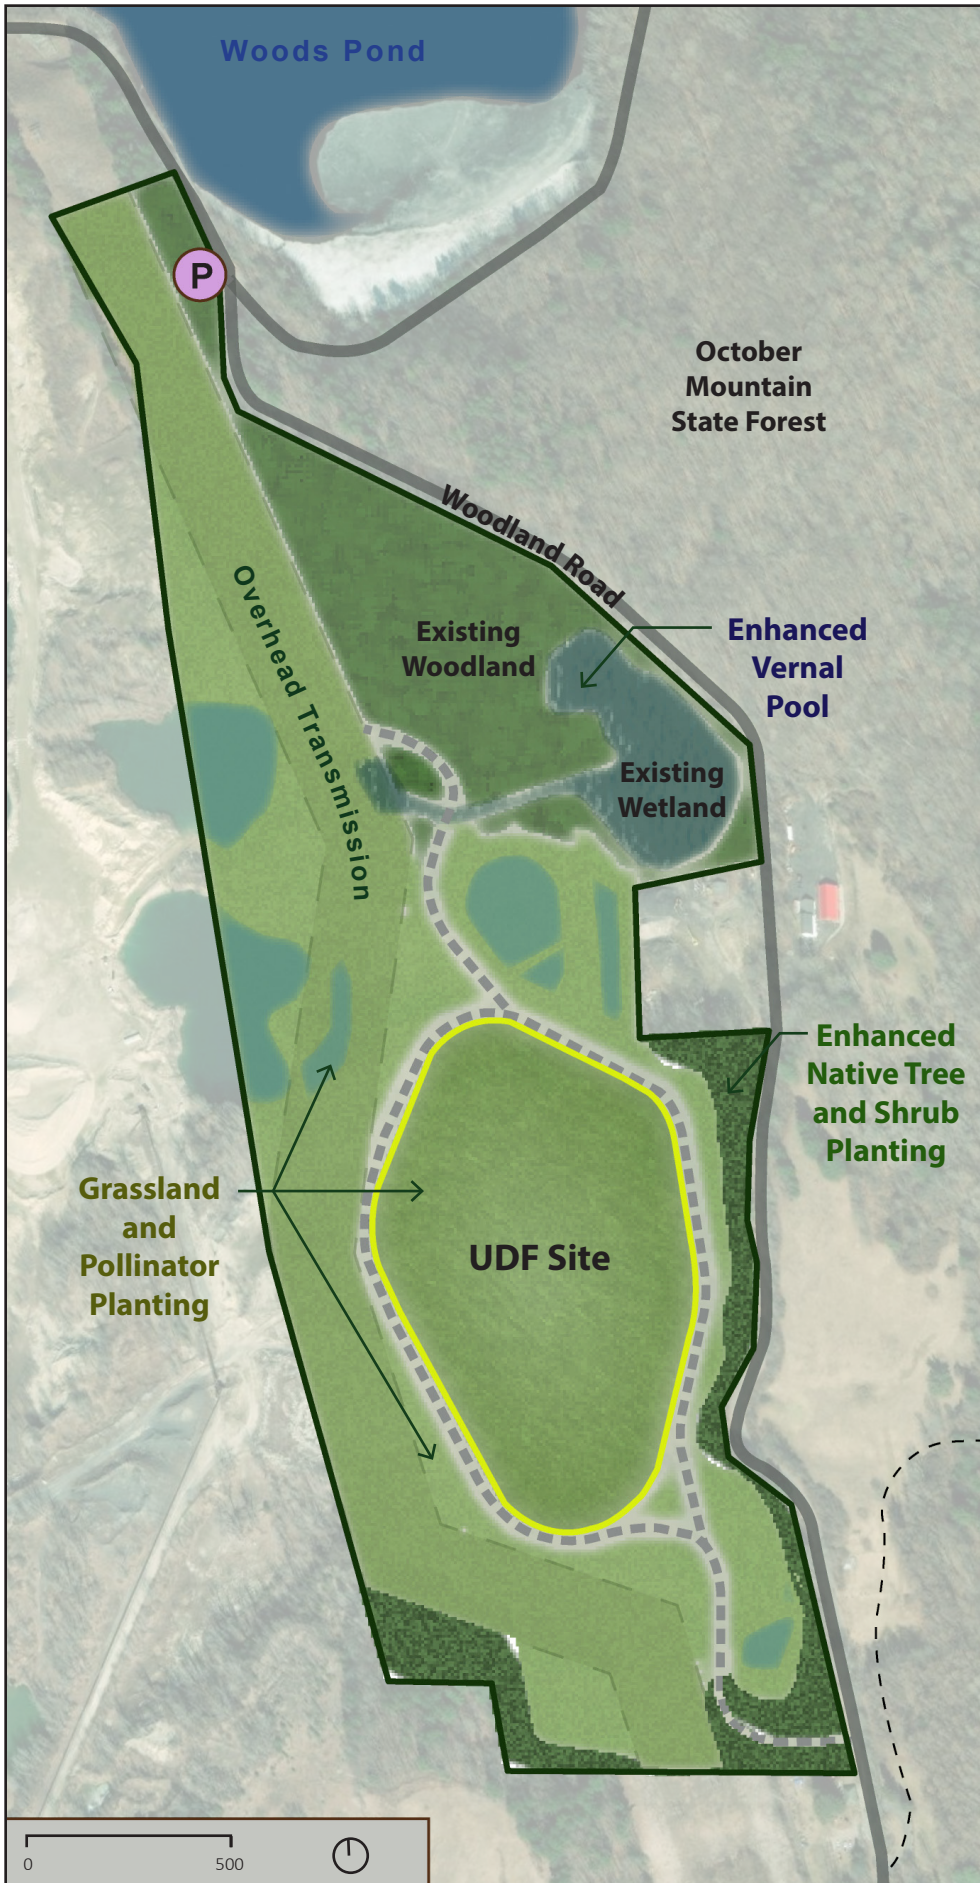 Woods Pond
P
October
Mountain
State Forest
Woodland Road
Overhead Transmission
Existing
Woodland
Enhanced
Vernal
Pool
Existing
Wetland
Enhanced
Native Tree
and Shrub
Planting
Grassland
and
Pollinator
Planting
UDF Site
0 500